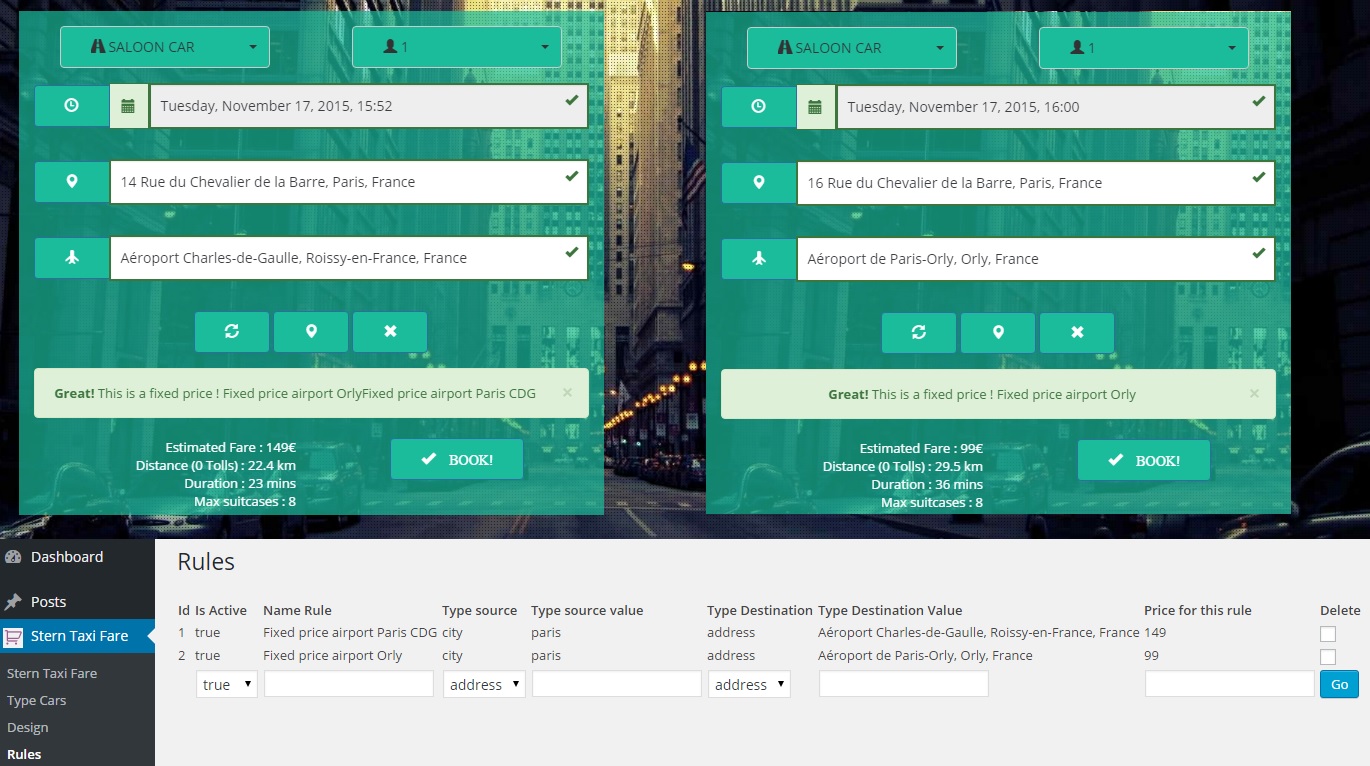 SALOON CAR
1
Tuesday, November 17, 2015, 15:52
14 Rue du Chevalier de la Barre, Paris, France
Aéroport Charles-de-Gaulle, Roissy-en-France, France
Great! This is a fixed price ! Fixed price airport OrlyFixed price airport Paris CDG ×
Estimated Fare : 149€
Distance (0 Tolls) : 22.4 km
Duration : 23 mins
Max suitcases : 8
BOOK!
SALOON CAR
1
Tuesday, November 17, 2015, 16:00
16 Rue du Chevalier de la Barre, Paris, France
Aéroport de Paris-Orly, Orly, France
Great! This is a fixed price ! Fixed price airport Orly ×
Estimated Fare : 99€
Distance (0 Tolls) : 29.5 km
Duration : 36 mins
Max suitcases : 8
BOOK!
Dashboard
Posts
Stern Taxi Fare
Stern Taxi Fare
Type Cars
Design
Rules
Rules
Id Is Active Name Rule Type source Type source value Type Destination Type Destination Value Price for this rule Delete
1 true Fixed price airport Paris CDG city paris address Aéroport Charles-de-Gaulle, Roissy-en-France, France 149
2 true Fixed price airport Orly city paris address Aéroport de Paris-Orly, Orly, France 99
true address address Go